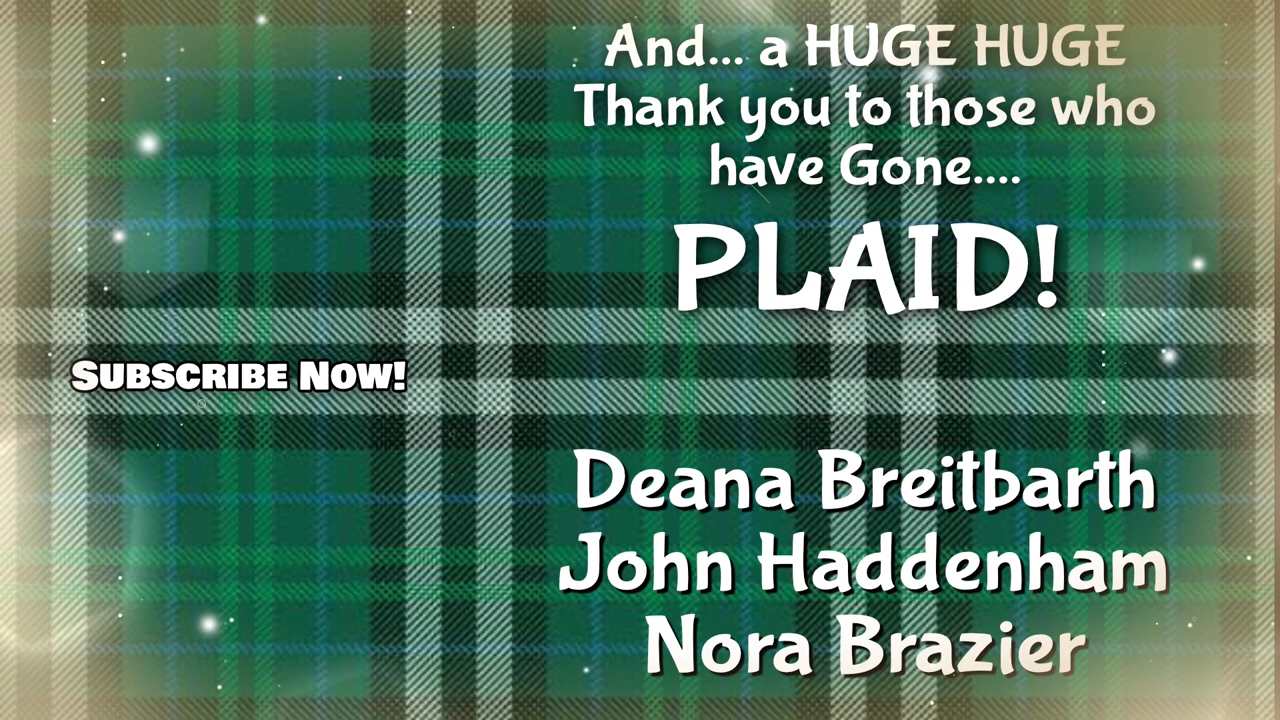 And... a HUGE HUGE
Thank you to those who
have Gone....
PLAID!
Subscribe Now!
Deana Breitbarth
John Haddenham
Nora Brazier